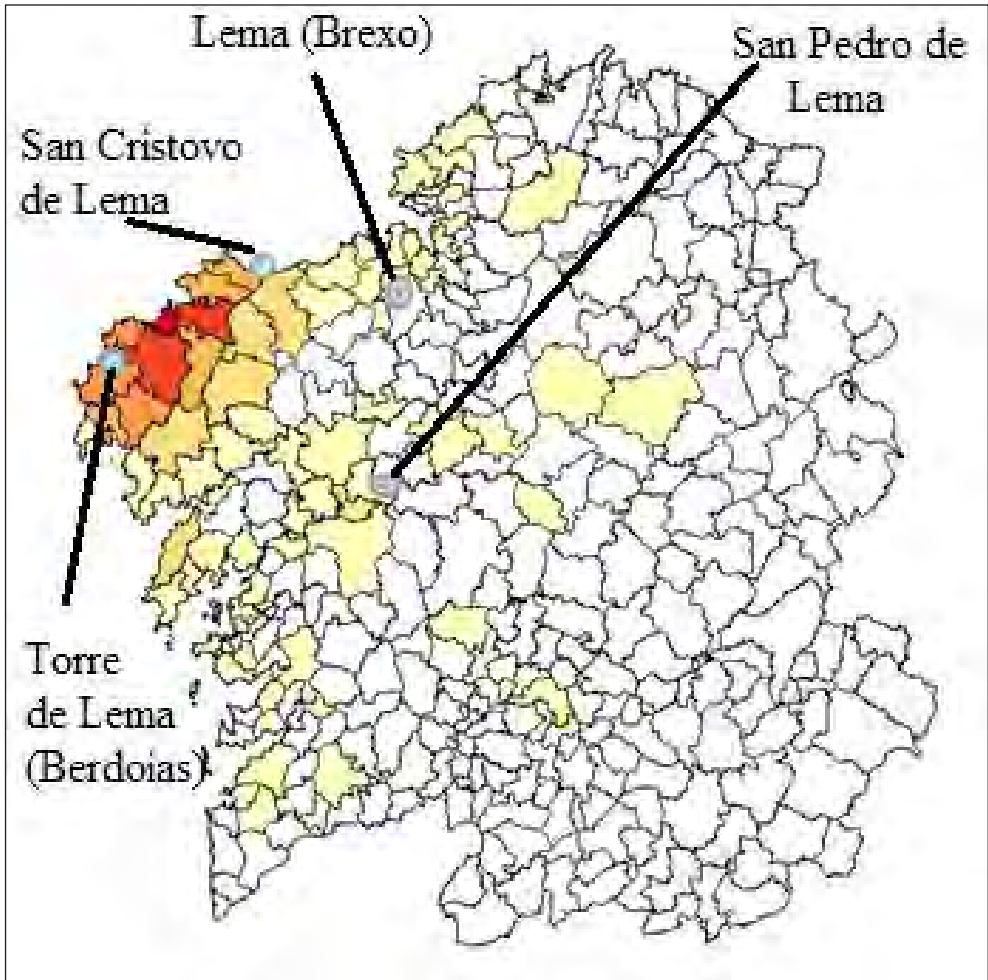 Lema (Brexo)
San Pedro de
Lema
San Cristovo
de Lema
Torre
de Lema
(Berdoias)